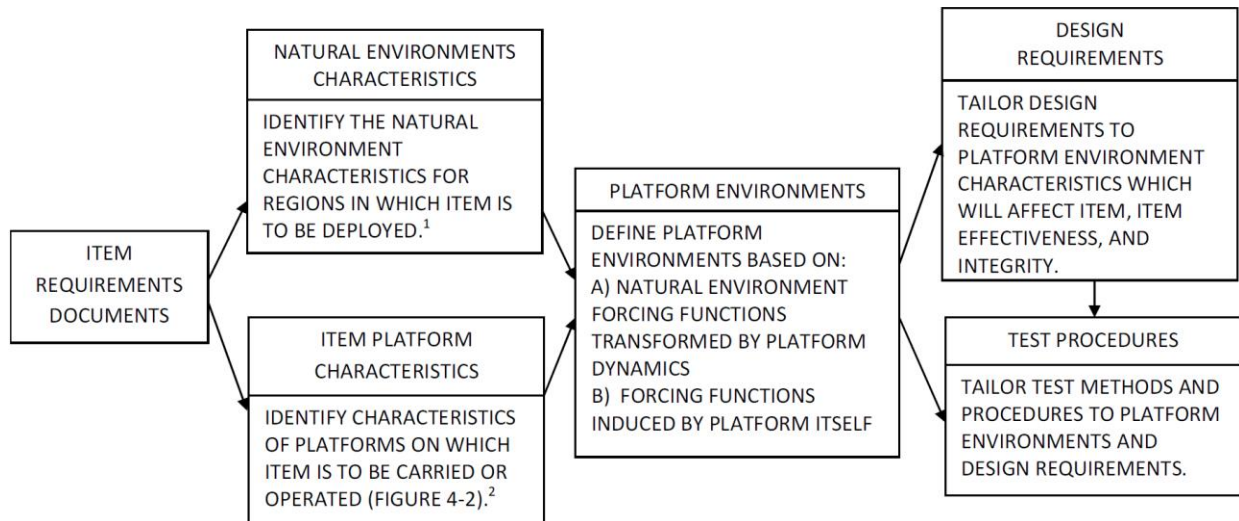 ITEM
REQUIREMENTS
DOCUMENTS
NATURAL ENVIRONMENTS
CHARACTERISTICS
IDENTIFY THE NATURAL
ENVIRONMENT
CHARACTERISTICS FOR
REGIONS IN WHICH ITEM IS
TO BE DEPLOYED.¹
ITEM PLATFORM
CHARACTERISTICS
IDENTIFY CHARACTERISTICS
OF PLATFORMS ON WHICH
ITEM IS TO BE CARRIED OR
OPERATED (FIGURE 4-2).²
PLATFORM ENVIRONMENTS
DEFINE PLATFORM
ENVIRONMENTS BASED ON:
A) NATURAL ENVIRONMENT
FORCING FUNCTIONS
TRANSFORMED BY PLATFORM
DYNAMICS
B) FORCING FUNCTIONS
INDUCED BY PLATFORM ITSELF
DESIGN
REQUIREMENTS
TAILOR DESIGN
REQUIREMENTS TO
PLATFORM ENVIRONMENT
CHARACTERISTICS WHICH
WILL AFFECT ITEM, ITEM
EFFECTIVENESS, AND
INTEGRITY.
TEST PROCEDURES
TAILOR TEST METHODS AND
PROCEDURES TO PLATFORM
ENVIRONMENTS AND
DESIGN REQUIREMENTS.